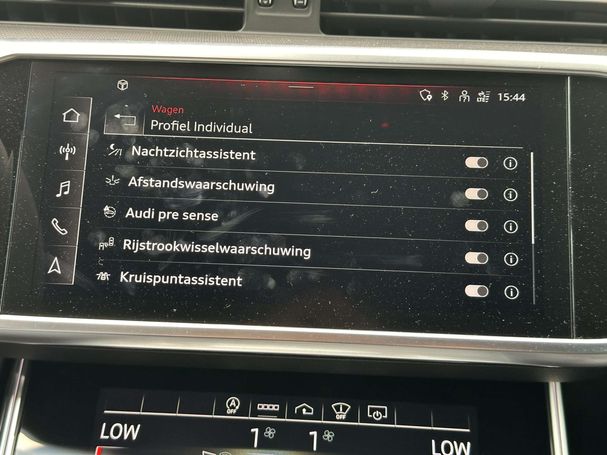 15:44
Wagen
Profiel Individual
Nachtzichtassistent
Afstandswaarschuwing
Audi pre sense
Rijstrookwisselwaarschuwing
Kruispuntassistent
A
OFF
OFF
LOW 1 1 LOW